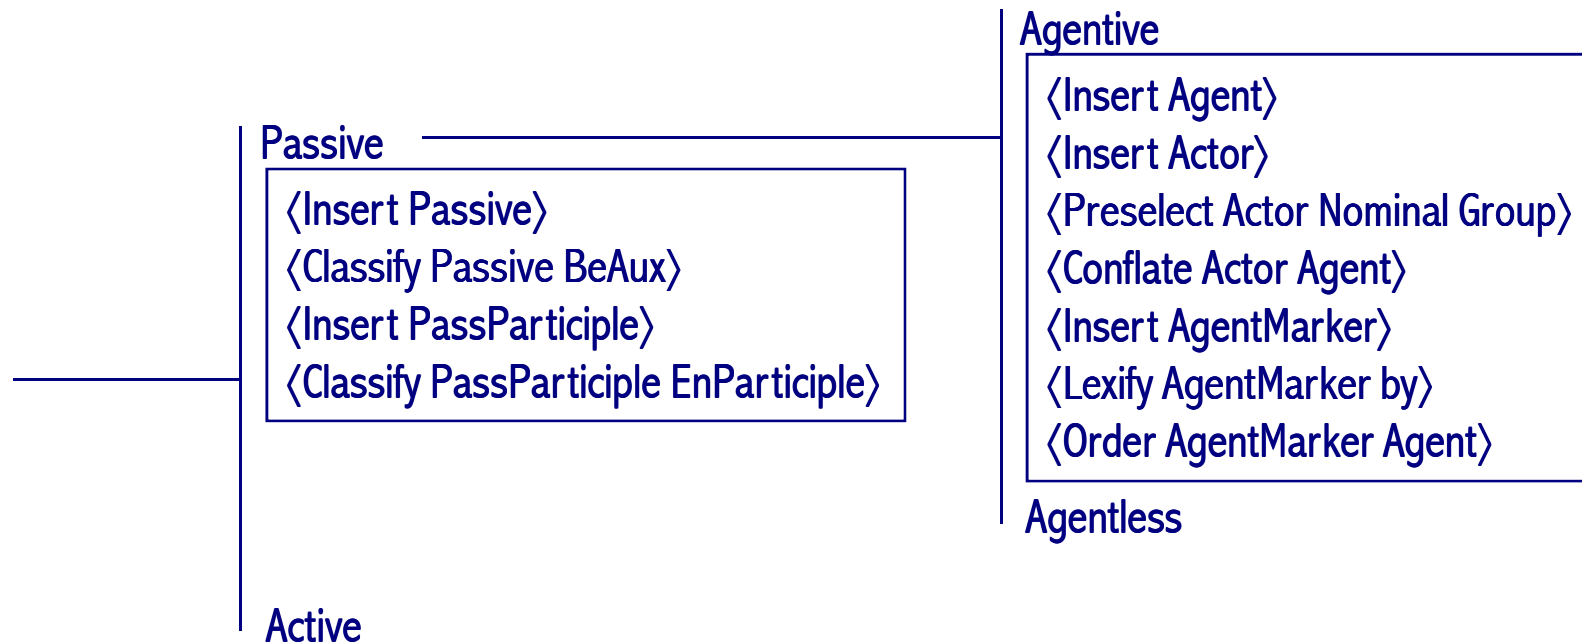 Agentive
⟨Insert Agent⟩
⟨Insert Actor⟩
⟨Preselect Actor Nominal Group⟩
⟨Conflate Actor Agent⟩
⟨Insert AgentMarker⟩
⟨Lexify AgentMarker by⟩
⟨Order AgentMarker Agent⟩
Agentless
Passive
⟨Insert Passive⟩
⟨Classify Passive BeAux⟩
⟨Insert PassParticiple⟩
⟨Classify PassParticiple EnParticiple⟩
Active